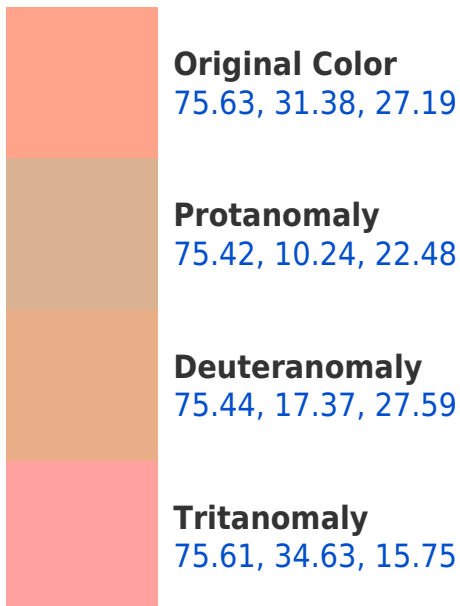 Original Color
75.63, 31.38, 27.19
Protanomaly
75.42, 10.24, 22.48
Deuteranomaly
75.44, 17.37, 27.59
Tritanomaly
75.61, 34.63, 15.75